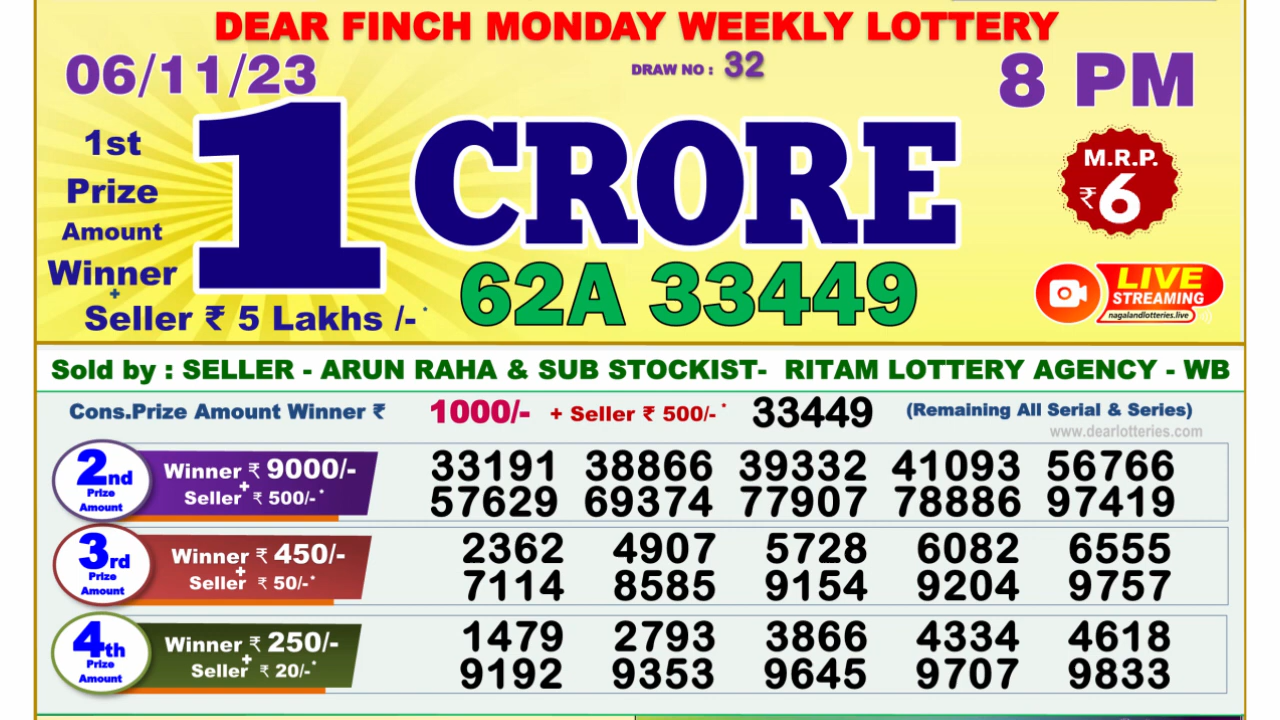 DEAR FINCH MONDAY WEEKLY LOTTERY
06/11/23
DRAW NO : 32
8 PM
1st
Prize
Amount
Winner
+
Seller ₹ 5 Lakhs /- *
1 CRORE
62A 33449
M.R.P.
₹ 6
LIVE
STREAMING
nagalandlotteries.live
Sold by : SELLER - ARUN RAHA & SUB STOCKIST- RITAM LOTTERY AGENCY - WB
Cons.Prize Amount Winner ₹ 1000/- + Seller ₹ 500/- * 33449 (Remaining All Serial & Series)
www.dearlotteries.com
2nd
Prize
Amount
Winner ₹ 9000/-
+
Seller ₹ 500/- *
33191 38866 39332 41093 56766
57629 69374 77907 78886 97419
3rd
Prize
Amount
Winner ₹ 450/-
+
Seller ₹ 50/- *
2362 4907 5728 6082 6555
7114 8585 9154 9204 9757
4th
Prize
Amount
Winner ₹ 250/-
+
Seller ₹ 20/- *
1479 2793 3866 4334 4618
9192 9353 9645 9707 9833